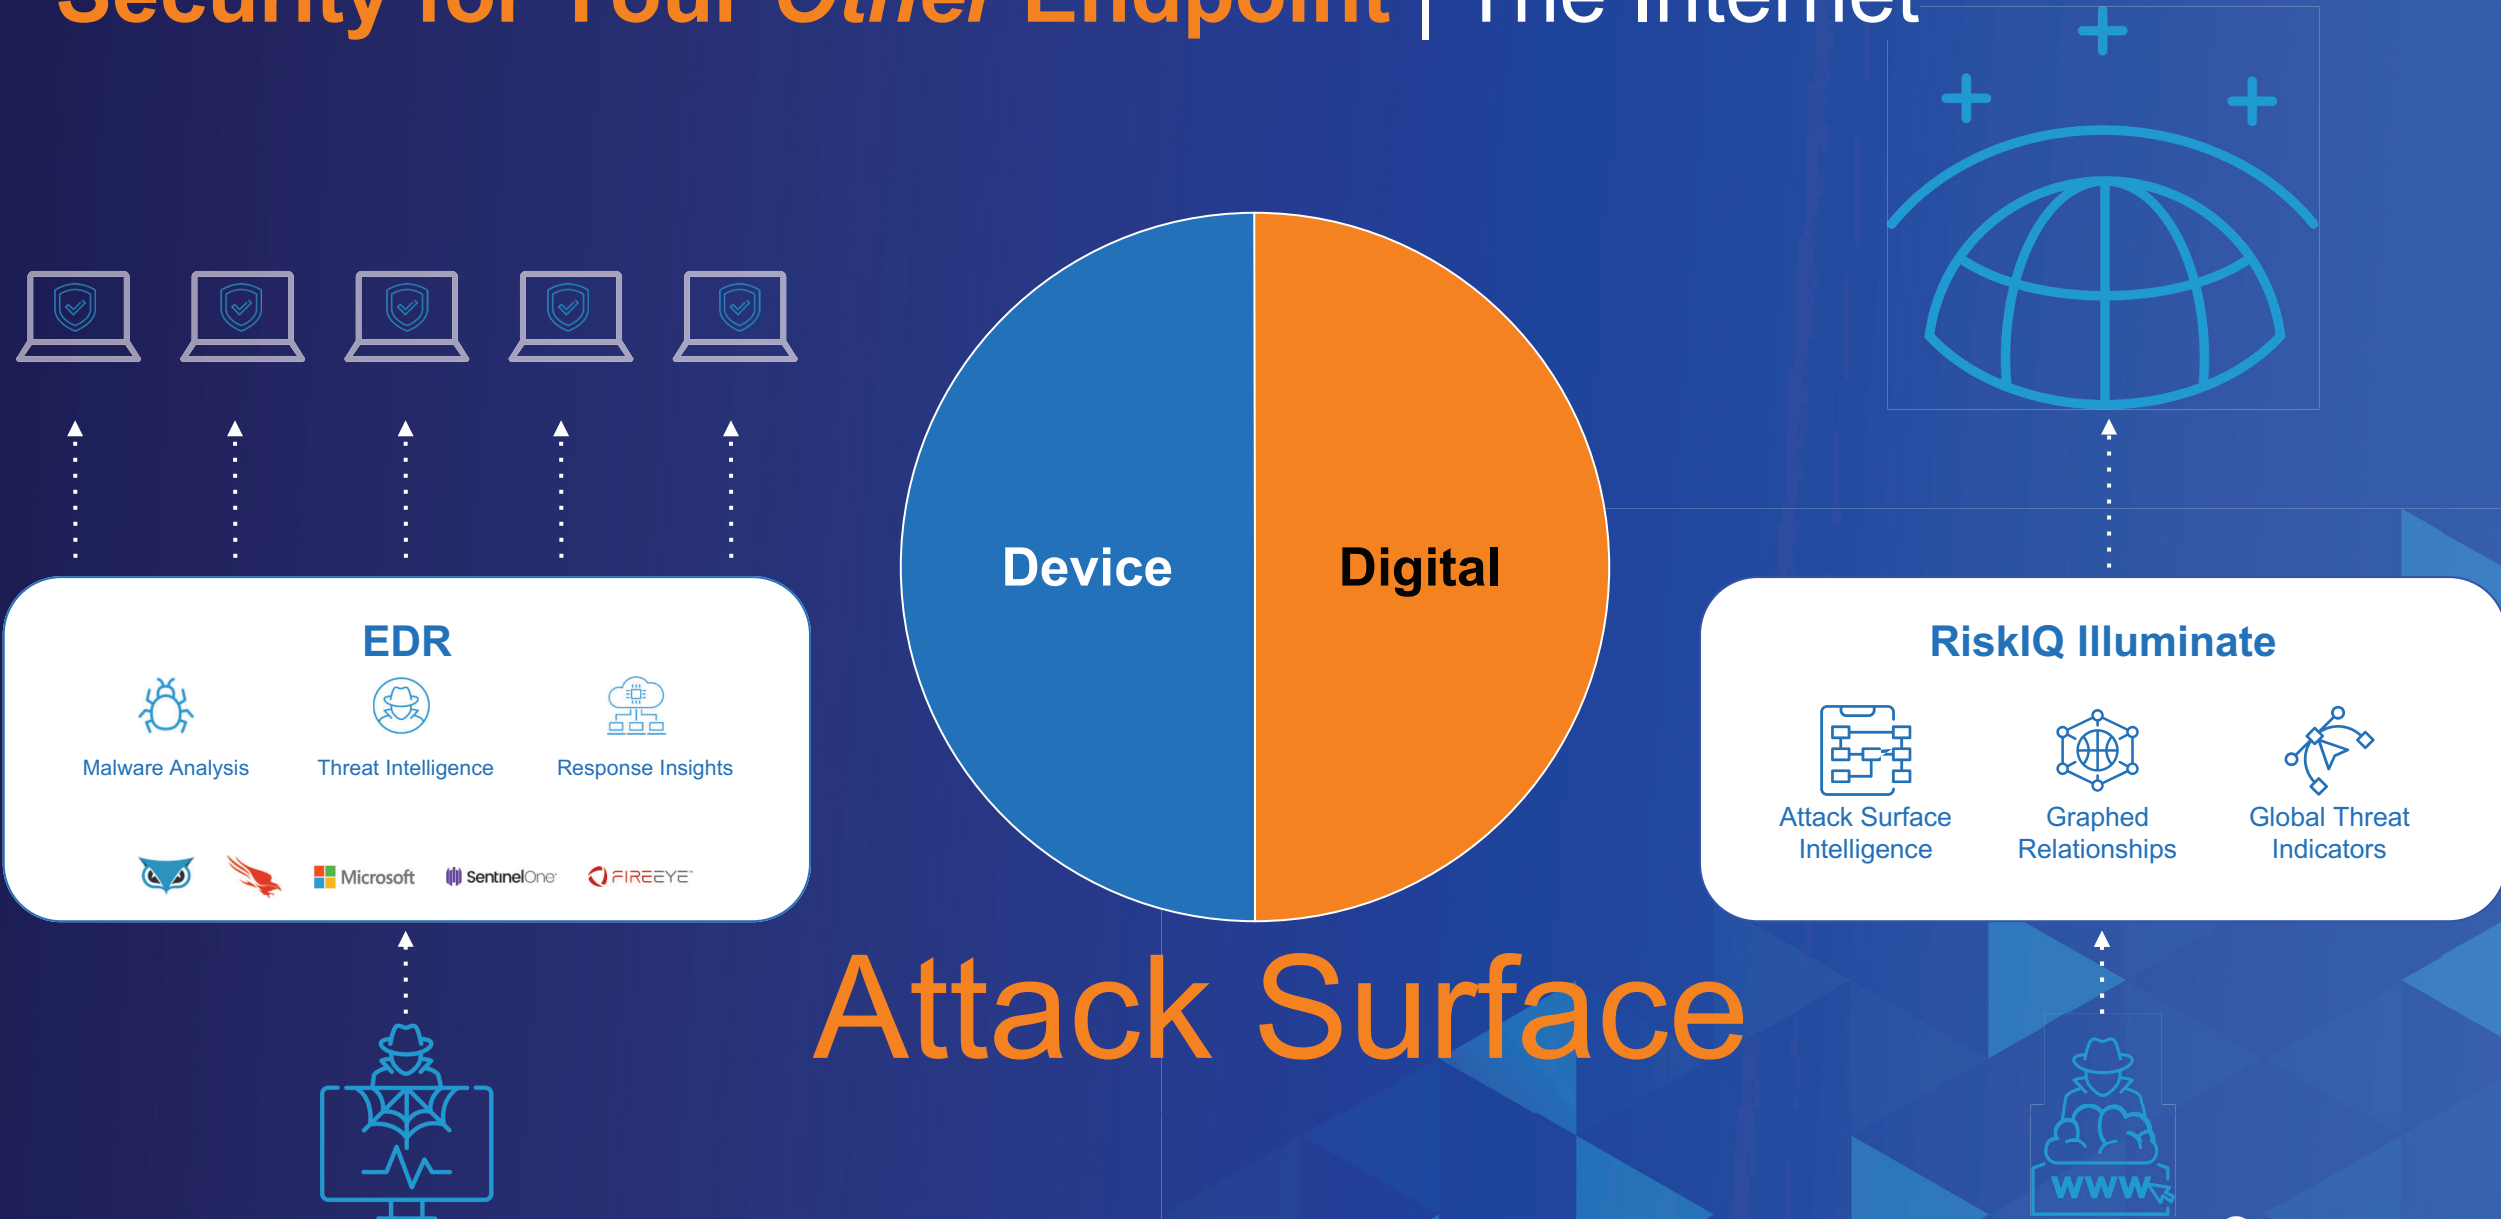 Security for Your Other Endpoint | The Internet
Device
Digital
EDR
Malware Analysis
Threat Intelligence
Response Insights
Microsoft
SentinelOne
FIREEYE
RiskIQ Illuminate
Attack Surface
Intelligence
Graphed
Relationships
Global Threat
Indicators
Attack Surface
WWW